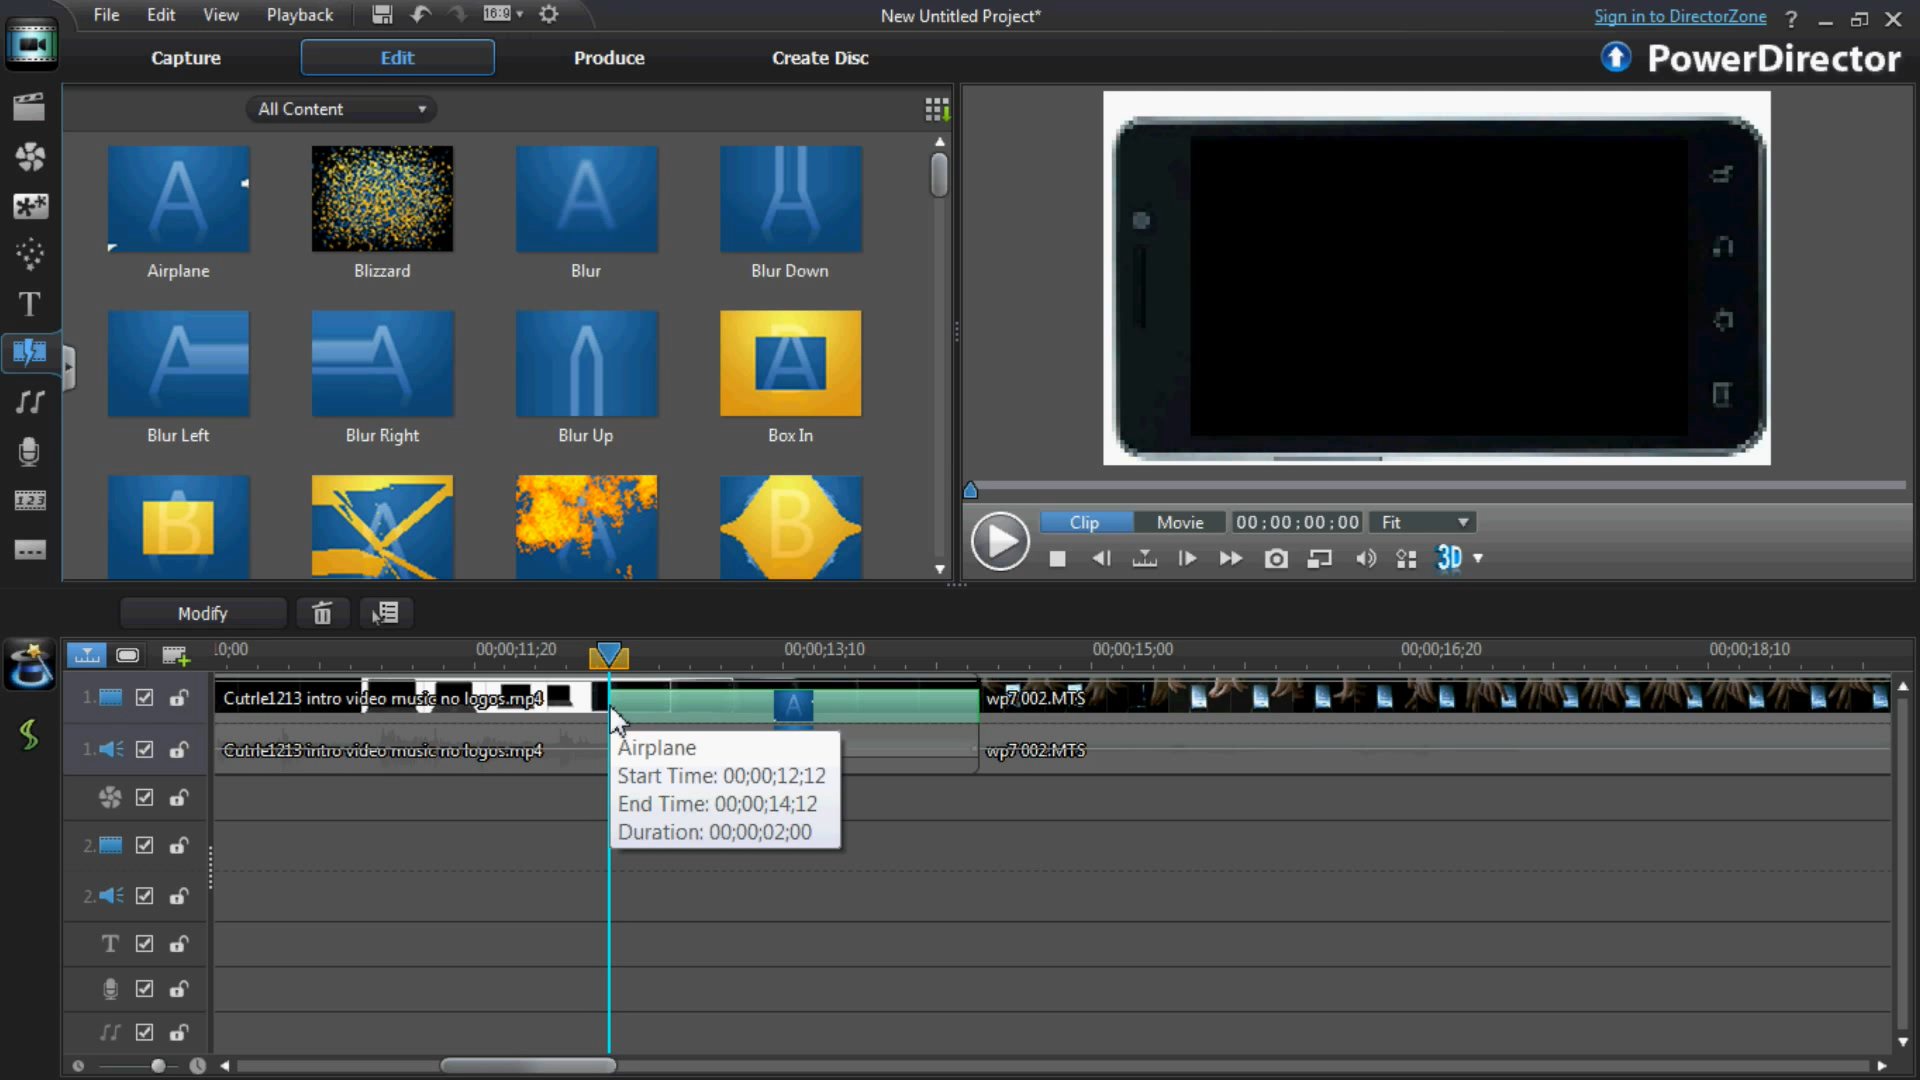 File Edit View Playback 16:9 New Untitled Project* Sign in to DirectorZone ?
Capture Edit Produce Create Disc PowerDirector
All Content
Airplane Blizzard Blur Blur Down
Blur Left Blur Right Blur Up Box In
Clip Movie 00;00;00;00 Fit
3D
Modify
00;00;11;20 00;00;13;10 00;00;15;00 00;00;16;20 00;00;18;10
1. Cutrle1213 intro video music no logos.mp4 wp7 002.MTS
1. Cutrle1213 intro video music no logos.mp4 wp7 002.MTS
Airplane
Start Time: 00;00;12;12
End Time: 00;00;14;12
Duration: 00;00;02;00
2.
2.